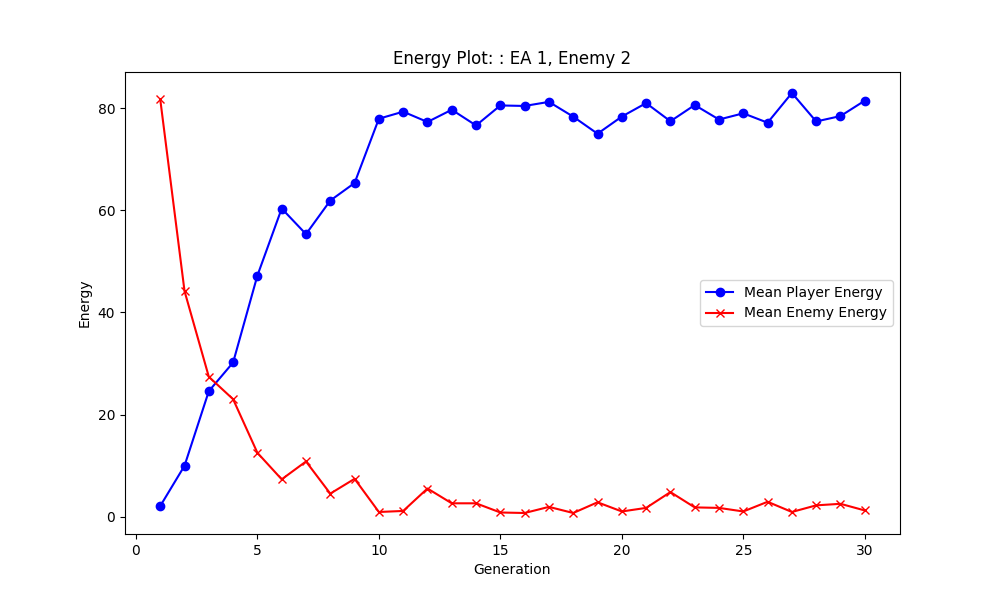 Energy Plot: : EA 1, Enemy 2
80
60
40
20
0
Energy
Mean Player Energy
Mean Enemy Energy
0 5 10 15 20 25 30
Generation